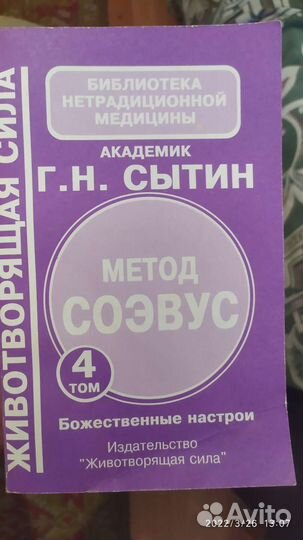 ЖИВОТВОРЯЩАЯ СИЛА
БИБЛИОТЕКА
НЕТРАДИЦИОННОЙ
МЕДИЦИНЫ
АКАДЕМИК
Г.Н. СЫТИН
МЕТОД
СОЭВУС
4
ТОМ
Божественные настрои
Издательство
"Животворящая сила"
2022/3/26 13:07
Avito